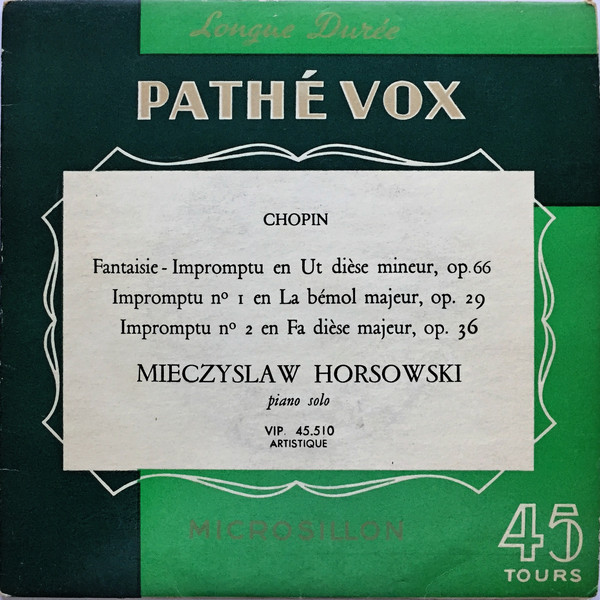 Longue Durée
PATHÉ VOX
CHOPIN
Fantaisie - Impromptu en Ut dièse mineur, op.66
Impromptu nº 1 en La bémol majeur, op. 29
Impromptu nº 2 en Fa dièse majeur, op. 36
MIECZYSLAW HORSOWSKI
piano solo
VIP. 45.510
ARTISTIQUE
MICROSILLON
45
TOURS